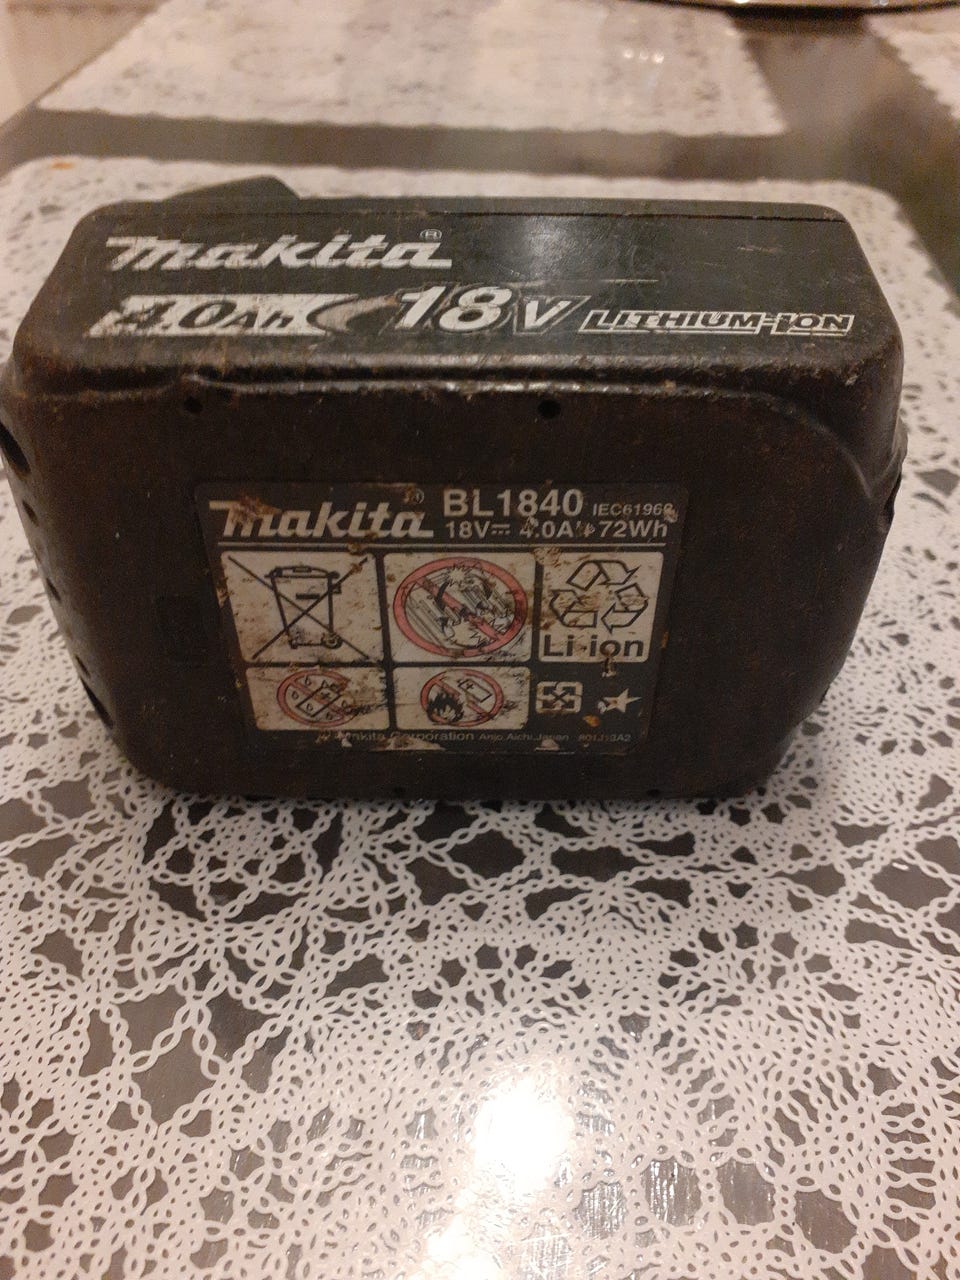 makita®
4.0Ah 18V LITHIUM-ION
makita® BL1840 IEC61960
18V 4.0Ah 72Wh
Li-ion
Makita Corporation Anjo, Aichi, Japan